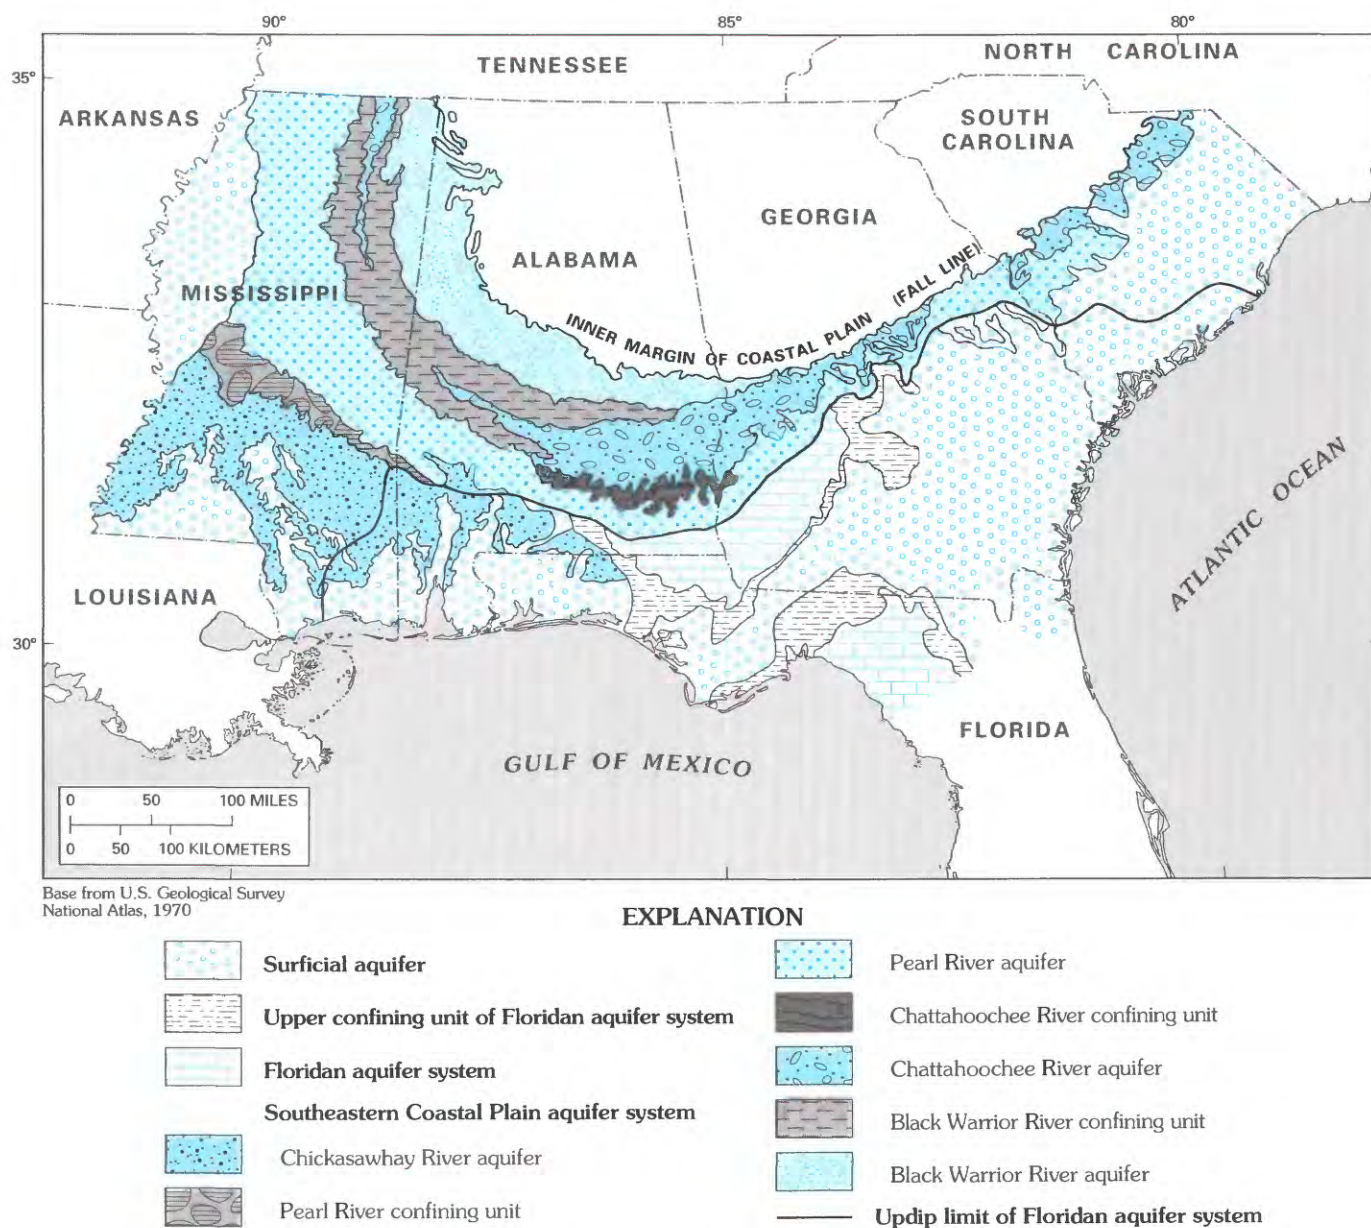 90°
85°
80°
35°
TENNESSEE
NORTH CAROLINA
ARKANSAS
SOUTH
CAROLINA
GEORGIA
ALABAMA
MISSISSIPPI
INNER MARGIN OF COASTAL PLAIN (FALL LINE)
ATLANTIC OCEAN
LOUISIANA
30°
FLORIDA
GULF OF MEXICO
0 50 100 MILES
0 50 100 KILOMETERS
Base from U.S. Geological Survey
National Atlas, 1970
EXPLANATION
Surficial aquifer
Upper confining unit of Floridan aquifer system
Floridan aquifer system
Southeastern Coastal Plain aquifer system
Chickasawhay River aquifer
Pearl River confining unit
Pearl River aquifer
Chattahoochee River confining unit
Chattahoochee River aquifer
Black Warrior River confining unit
Black Warrior River aquifer
Updip limit of Floridan aquifer system